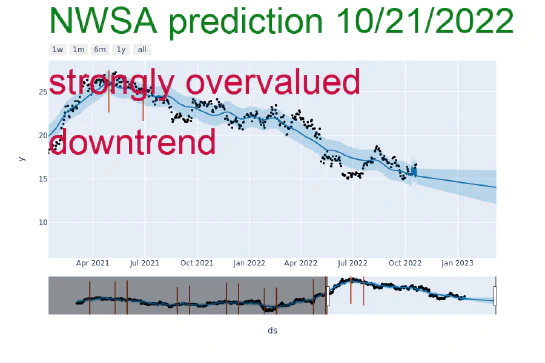 NWSA prediction 10/21/2022
1w 1m 6m 1y all
strongly overvalued
downtrend
25
20
15
10
y
Apr 2021 Jul 2021 Oct 2021 Jan 2022 Apr 2022 Jul 2022 Oct 2022 Jan 2023
ds